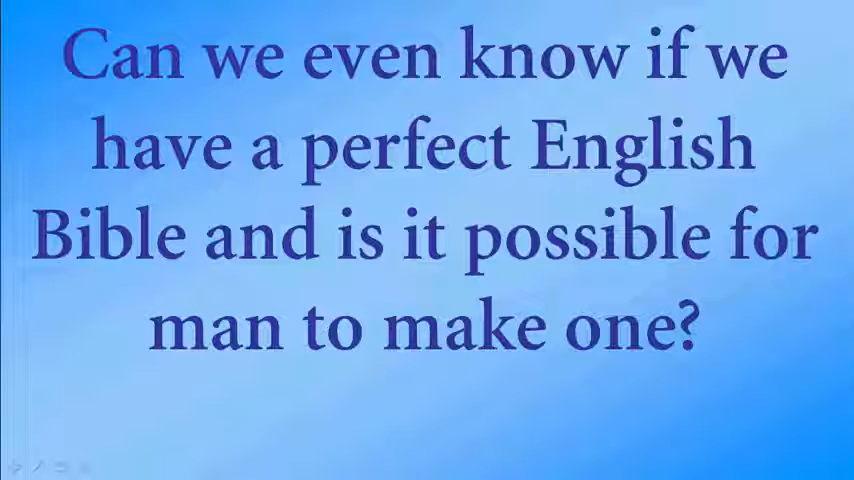 Can we even know if we
have a perfect English
Bible and is it possible for
man to make one?